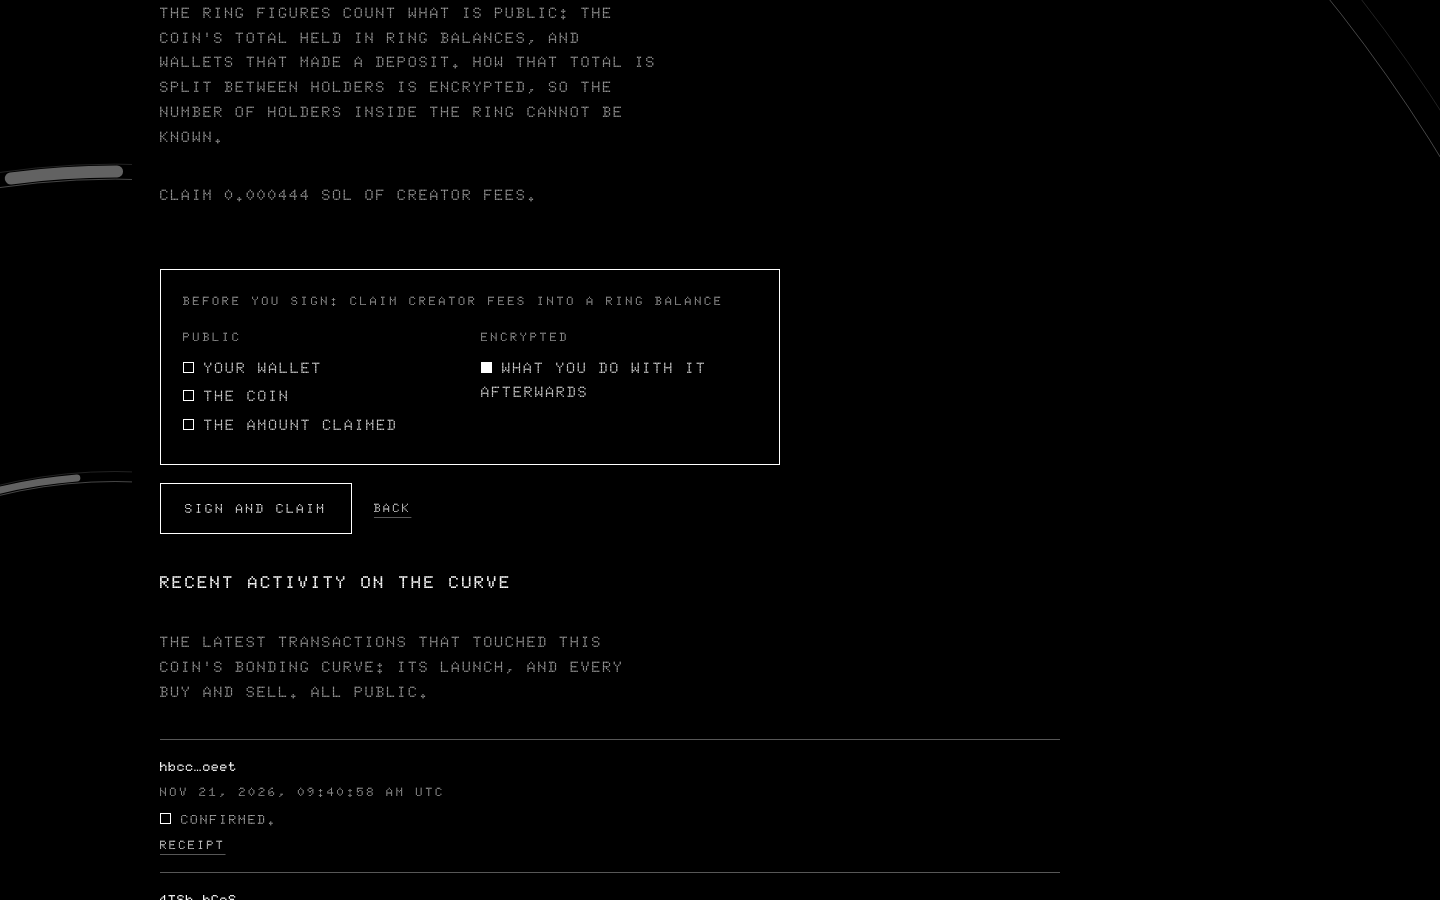 THE RING FIGURES COUNT WHAT IS PUBLIC: THE
COIN'S TOTAL HELD IN RING BALANCES, AND
WALLETS THAT MADE A DEPOSIT. HOW THAT TOTAL IS
SPLIT BETWEEN HOLDERS IS ENCRYPTED, SO THE
NUMBER OF HOLDERS INSIDE THE RING CANNOT BE
KNOWN.
CLAIM 0.000444 SOL OF CREATOR FEES.
BEFORE YOU SIGN: CLAIM CREATOR FEES INTO A RING BALANCE
PUBLIC
YOUR WALLET
THE COIN
THE AMOUNT CLAIMED
ENCRYPTED
WHAT YOU DO WITH IT
AFTERWARDS
SIGN AND CLAIM
BACK
RECENT ACTIVITY ON THE CURVE
THE LATEST TRANSACTIONS THAT TOUCHED THIS
COIN'S BONDING CURVE: ITS LAUNCH, AND EVERY
BUY AND SELL. ALL PUBLIC.
hbcc…oeet
NOV 21, 2026, 09:40:58 AM UTC
CONFIRMED.
RECEIPT